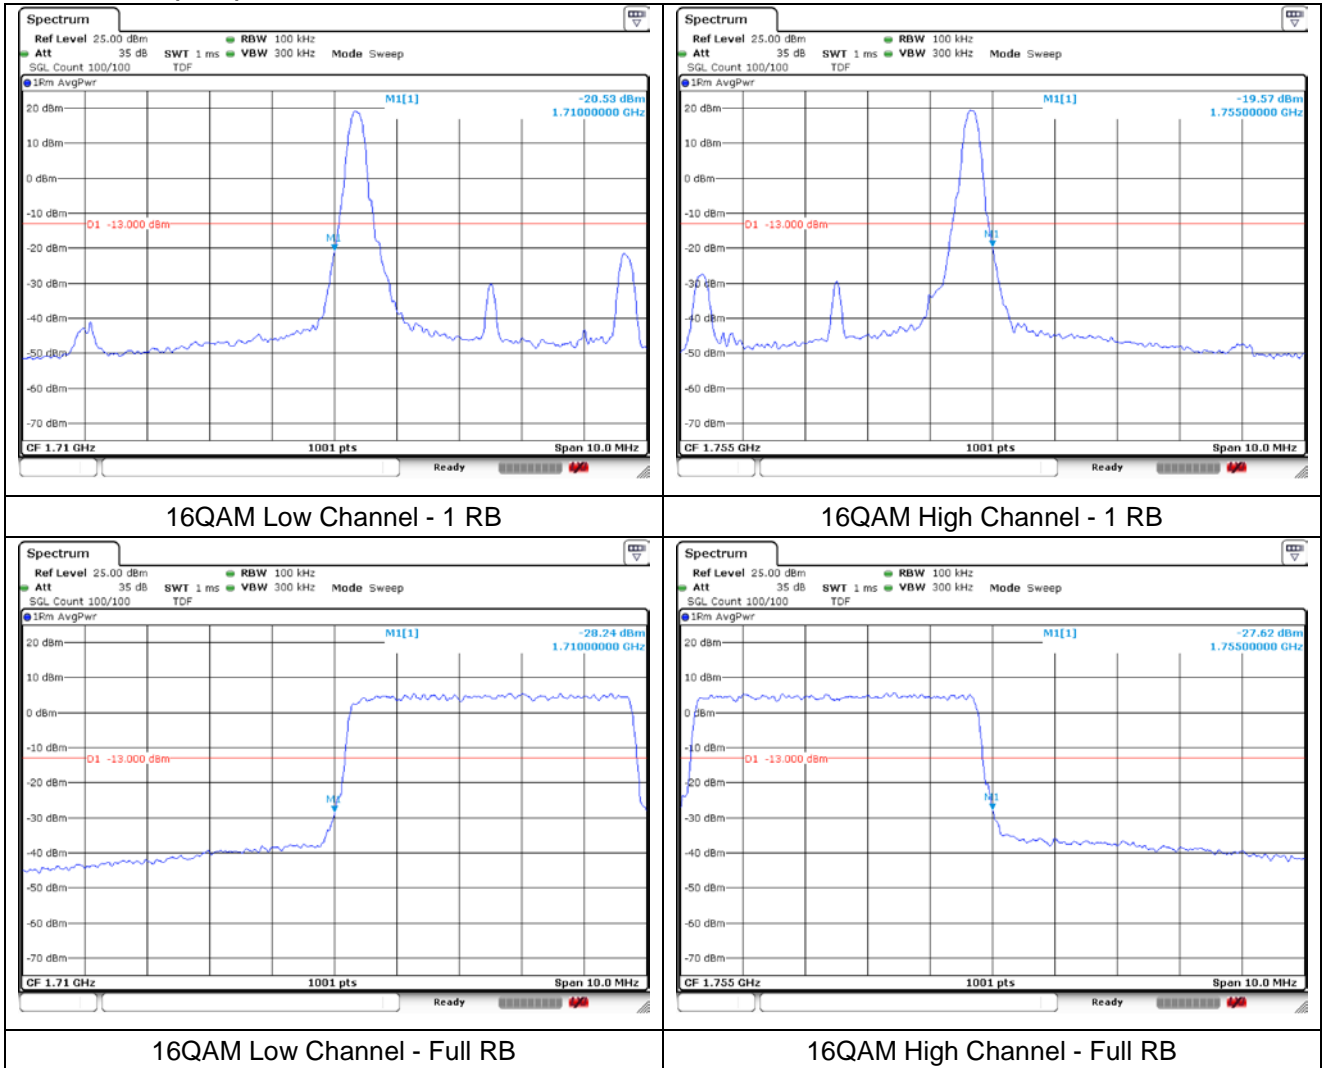 Spectrum
Ref Level 25.00 dBm RBW 100 kHz
Att 35 dB SWT 1 ms VBW 300 kHz Mode Sweep
SGL Count 100/100 TDF
1Rm AvgPwr
M1[1] -20.53 dBm
1.71000000 GHz
20 dBm
10 dBm
0 dBm
-10 dBm
D1 -13.000 dBm
M1
-20 dBm
-30 dBm
-40 dBm
-50 dBm
-60 dBm
-70 dBm
CF 1.71 GHz 1001 pts Span 10.0 MHz
Ready
16QAM Low Channel - 1 RB
Spectrum
Ref Level 25.00 dBm RBW 100 kHz
Att 35 dB SWT 1 ms VBW 300 kHz Mode Sweep
SGL Count 100/100 TDF
1Rm AvgPwr
M1[1] -19.57 dBm
1.75500000 GHz
20 dBm
10 dBm
0 dBm
-10 dBm
D1 -13.000 dBm
M1
-20 dBm
-30 dBm
-40 dBm
-50 dBm
-60 dBm
-70 dBm
CF 1.755 GHz 1001 pts Span 10.0 MHz
Ready
16QAM High Channel - 1 RB
Spectrum
Ref Level 25.00 dBm RBW 100 kHz
Att 35 dB SWT 1 ms VBW 300 kHz Mode Sweep
SGL Count 100/100 TDF
1Rm AvgPwr
M1[1] -28.24 dBm
1.71000000 GHz
20 dBm
10 dBm
0 dBm
-10 dBm
D1 -13.000 dBm
-20 dBm
M1
-30 dBm
-40 dBm
-50 dBm
-60 dBm
-70 dBm
CF 1.71 GHz 1001 pts Span 10.0 MHz
Ready
16QAM Low Channel - Full RB
Spectrum
Ref Level 25.00 dBm RBW 100 kHz
Att 35 dB SWT 1 ms VBW 300 kHz Mode Sweep
SGL Count 100/100 TDF
1Rm AvgPwr
M1[1] -27.62 dBm
1.75500000 GHz
20 dBm
10 dBm
0 dBm
-10 dBm
D1 -13.000 dBm
-20 dBm
M1
-30 dBm
-40 dBm
-50 dBm
-60 dBm
-70 dBm
CF 1.755 GHz 1001 pts Span 10.0 MHz
Ready
16QAM High Channel - Full RB